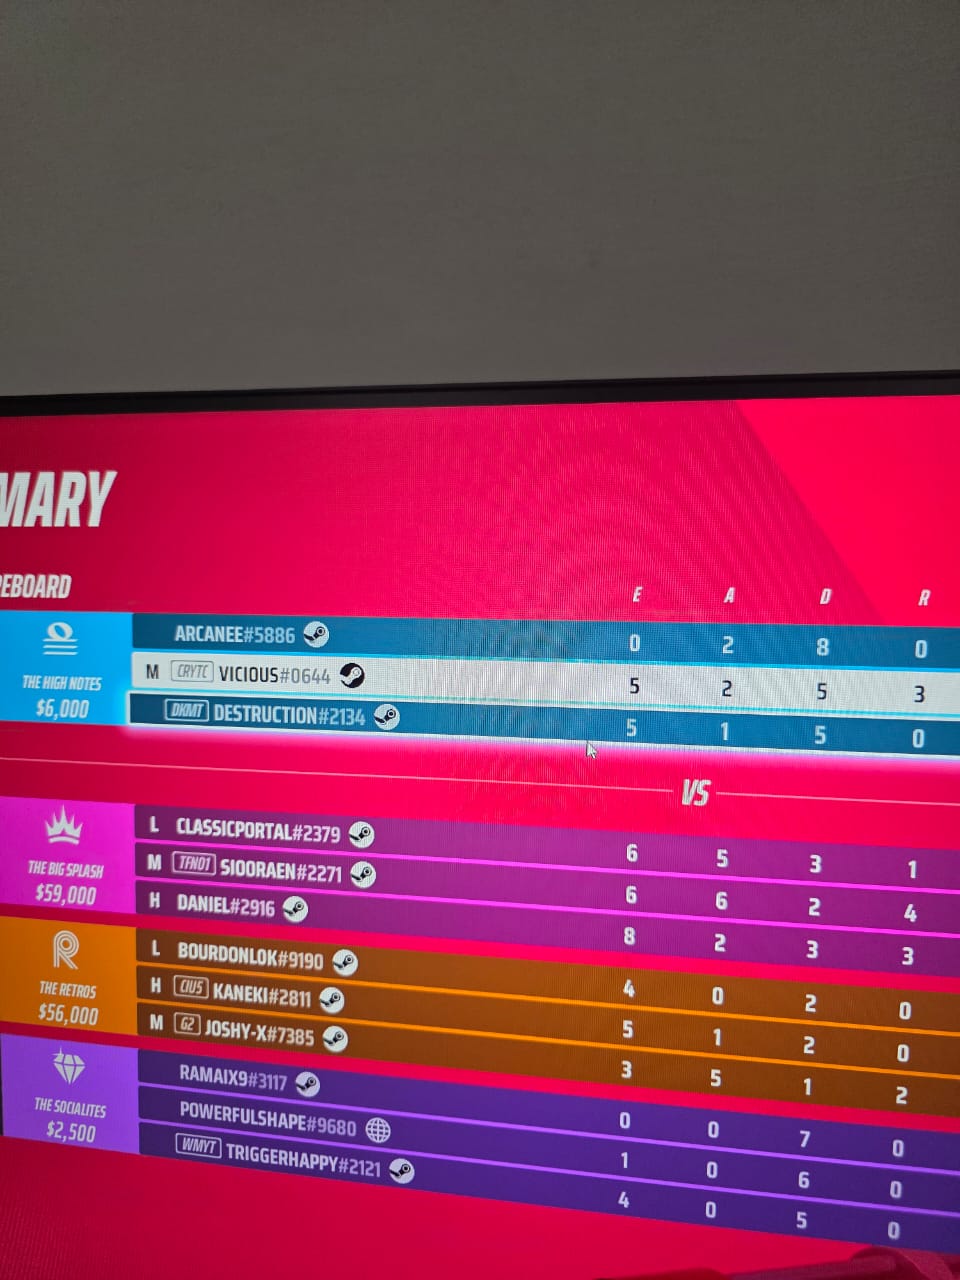 MARY
EBOARD
E A D R
ARCANEE#5886 0 2 8 0
M CRYTC VICIOUS#0644 5 2 5 3
DKMT DESTRUCTION#2134 5 1 5 0
THE HIGH NOTES
$6,000
VS
L CLASSICPORTAL#2379 6 5 3 1
M TFND1 SIOORAEN#2271 6 6 2 4
H DANIEL#2916 8 2 3 3
THE BIG SPLASH
$59,000
L BOURDONLOK#9190 4 0 2 0
H CIU5 KANEKI#2811 5 1 2 0
M G2 JOSHY-X#7385 3 5 1 2
THE RETROS
$56,000
RAMAIX9#3117 0 0 7 0
POWERFULSHAPE#9680 1 0 6 0
WMYT TRIGGERHAPPY#2121 4 0 5 0
THE SOCIALITES
$2,500